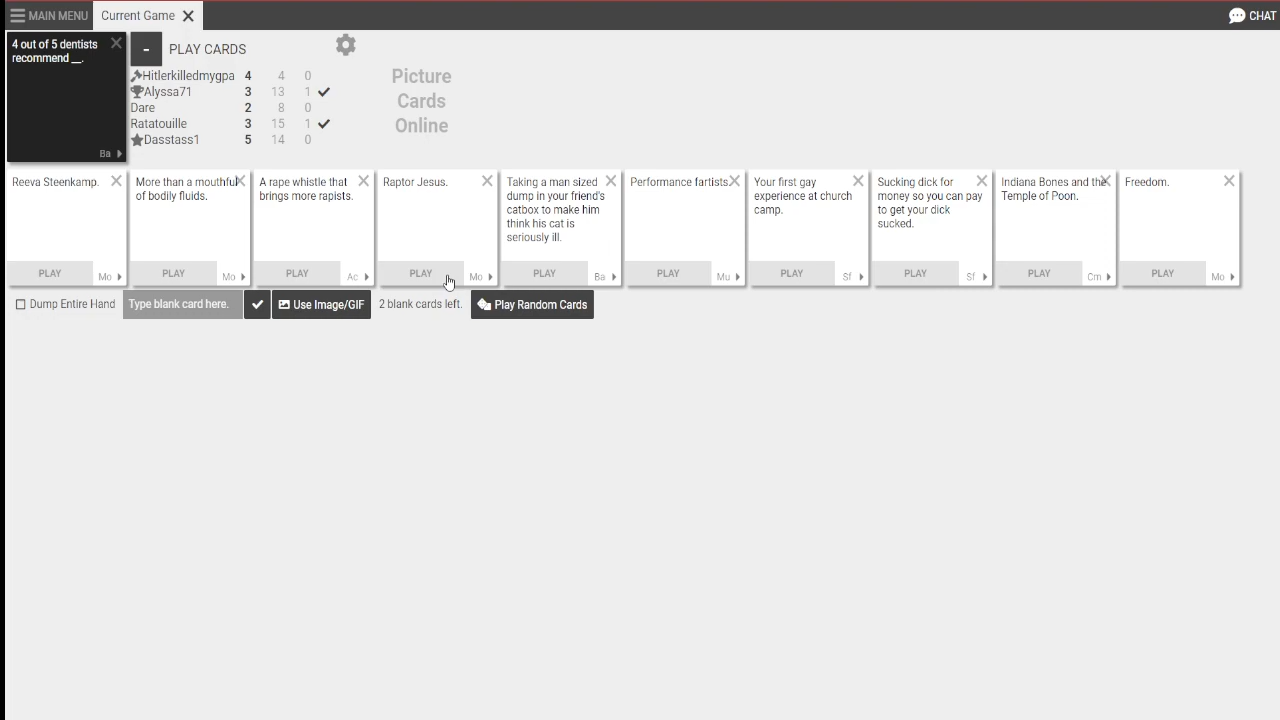 MAIN MENU
Current Game
CHAT
4 out of 5 dentists
recommend __.
Ba
-
PLAY CARDS
Hitlerkilledmygpa 4 4 0
Alyssa71 3 13 1
Dare 2 8 0
Ratatouille 3 15 1
Dasstass1 5 14 0
Picture
Cards
Online
Reeva Steenkamp.
PLAY
Mo
More than a mouthful
of bodily fluids.
PLAY
Mo
A rape whistle that
brings more rapists.
PLAY
Ac
Raptor Jesus.
PLAY
Mo
Taking a man sized
dump in your friend's
catbox to make him
think his cat is
seriously ill.
PLAY
Ba
Performance fartists.
PLAY
Mu
Your first gay
experience at church
camp.
PLAY
Sf
Sucking dick for
money so you can pay
to get your dick
sucked.
PLAY
Sf
Indiana Bones and the
Temple of Poon.
PLAY
Cm
Freedom.
PLAY
Mo
Dump Entire Hand
Type blank card here.
Use Image/GIF
2 blank cards left.
Play Random Cards